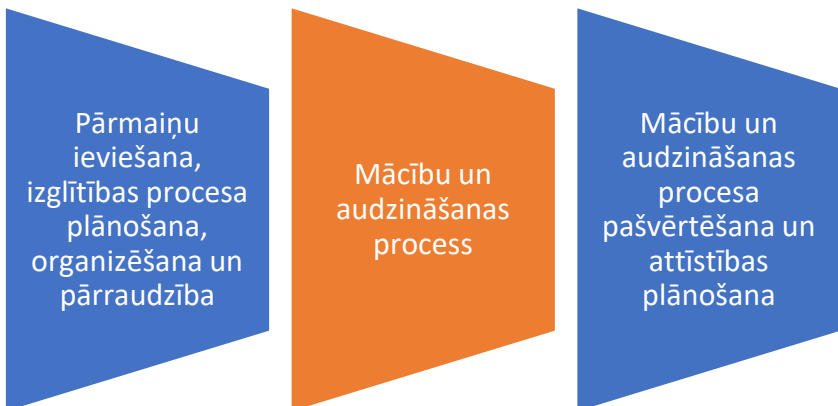 Pārmaiņu
ieviešana,
izglītības procesa
plānošana,
organizēšana un
pārraudzība
Mācību un
audzināšanas
process
Mācību un
audzināšanas
procesa
pašvērtēšana un
attīstības
plānošana